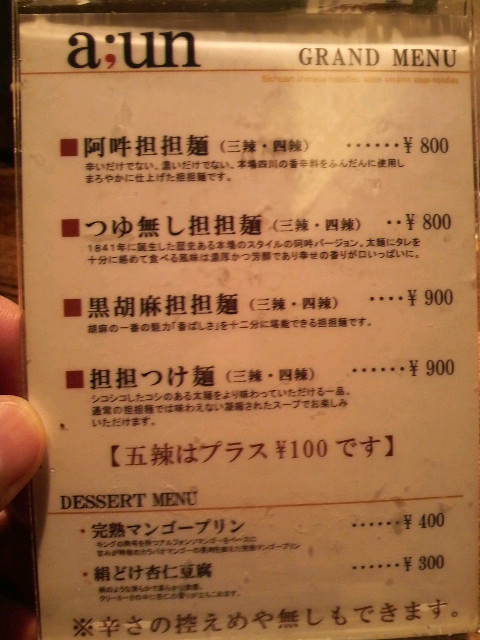 a;un
GRAND MENU
■阿吽担担麺（三辣・四辣） ······¥ 800
辛いだけでない、濃いだけでない、本場四川の香辛料をふんだんに使用し
まろやかに仕上げた担担麺です。
■つゆ無し担担麺（三辣・四辣） ··¥ 800
1841年に誕生した歴史ある本場のスタイルの阿吽バージョン。太麺にタレを
十分に絡めて食べる風味は濃厚かつ芳醇であり幸せの香りが口いっぱいに。
■黒胡麻担担麺（三辣・四辣） ····¥ 900
胡麻の一番の魅力「香ばしさ」を十二分に堪能できる担担麺です。
■担担つけ麺（三辣・四辣） ······¥ 900
シコシコしたコシのある太麺をより味わっていただける一品。
通常の担担麺では味わえない凝縮されたスープでお楽しみ
いただけます。
【五辣はプラス¥100です】
DESSERT MENU
・完熟マンゴープリン ······¥ 400
・絹どけ杏仁豆腐 ······¥ 300
※辛さの控えめや無しもできます。